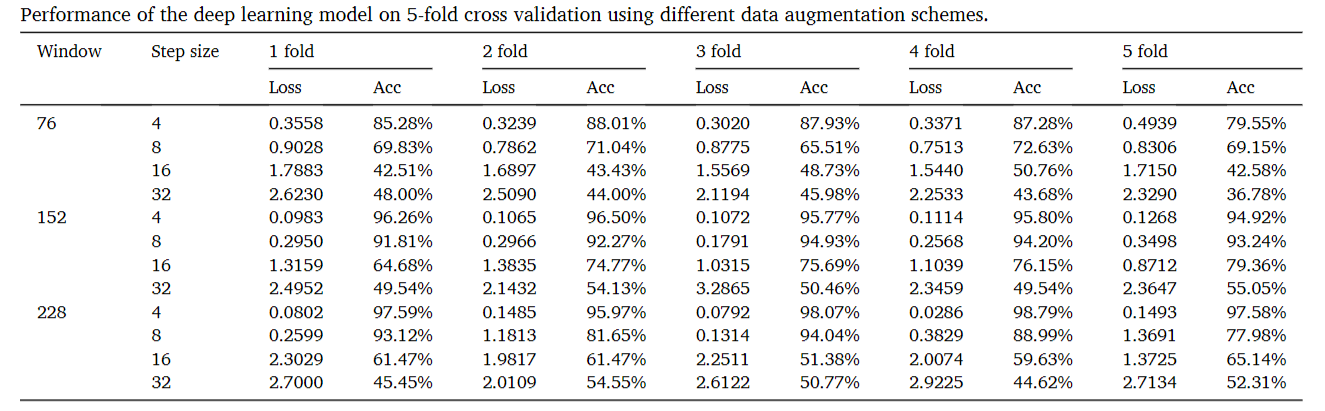 Performance of the deep learning model on 5-fold cross validation using different data augmentation schemes.
Window Step size 1 fold 2 fold 3 fold 4 fold 5 fold
Loss Acc Loss Acc Loss Acc Loss Acc Loss Acc
76 4 0.3558 85.28% 0.3239 88.01% 0.3020 87.93% 0.3371 87.28% 0.4939 79.55%
8 0.9028 69.83% 0.7862 71.04% 0.8775 65.51% 0.7513 72.63% 0.8306 69.15%
16 1.7883 42.51% 1.6897 43.43% 1.5569 48.73% 1.5440 50.76% 1.7150 42.58%
32 2.6230 48.00% 2.5090 44.00% 2.1194 45.98% 2.2533 43.68% 2.3290 36.78%
152 4 0.0983 96.26% 0.1065 96.50% 0.1072 95.77% 0.1114 95.80% 0.1268 94.92%
8 0.2950 91.81% 0.2966 92.27% 0.1791 94.93% 0.2568 94.20% 0.3498 93.24%
16 1.3159 64.68% 1.3835 74.77% 1.0315 75.69% 1.1039 76.15% 0.8712 79.36%
32 2.4952 49.54% 2.1432 54.13% 3.2865 50.46% 2.3459 49.54% 2.3647 55.05%
228 4 0.0802 97.59% 0.1485 95.97% 0.0792 98.07% 0.0286 98.79% 0.1493 97.58%
8 0.2599 93.12% 1.1813 81.65% 0.1314 94.04% 0.3829 88.99% 1.3691 77.98%
16 2.3029 61.47% 1.9817 61.47% 2.2511 51.38% 2.0074 59.63% 1.3725 65.14%
32 2.7000 45.45% 2.0109 54.55% 2.6122 50.77% 2.9225 44.62% 2.7134 52.31%